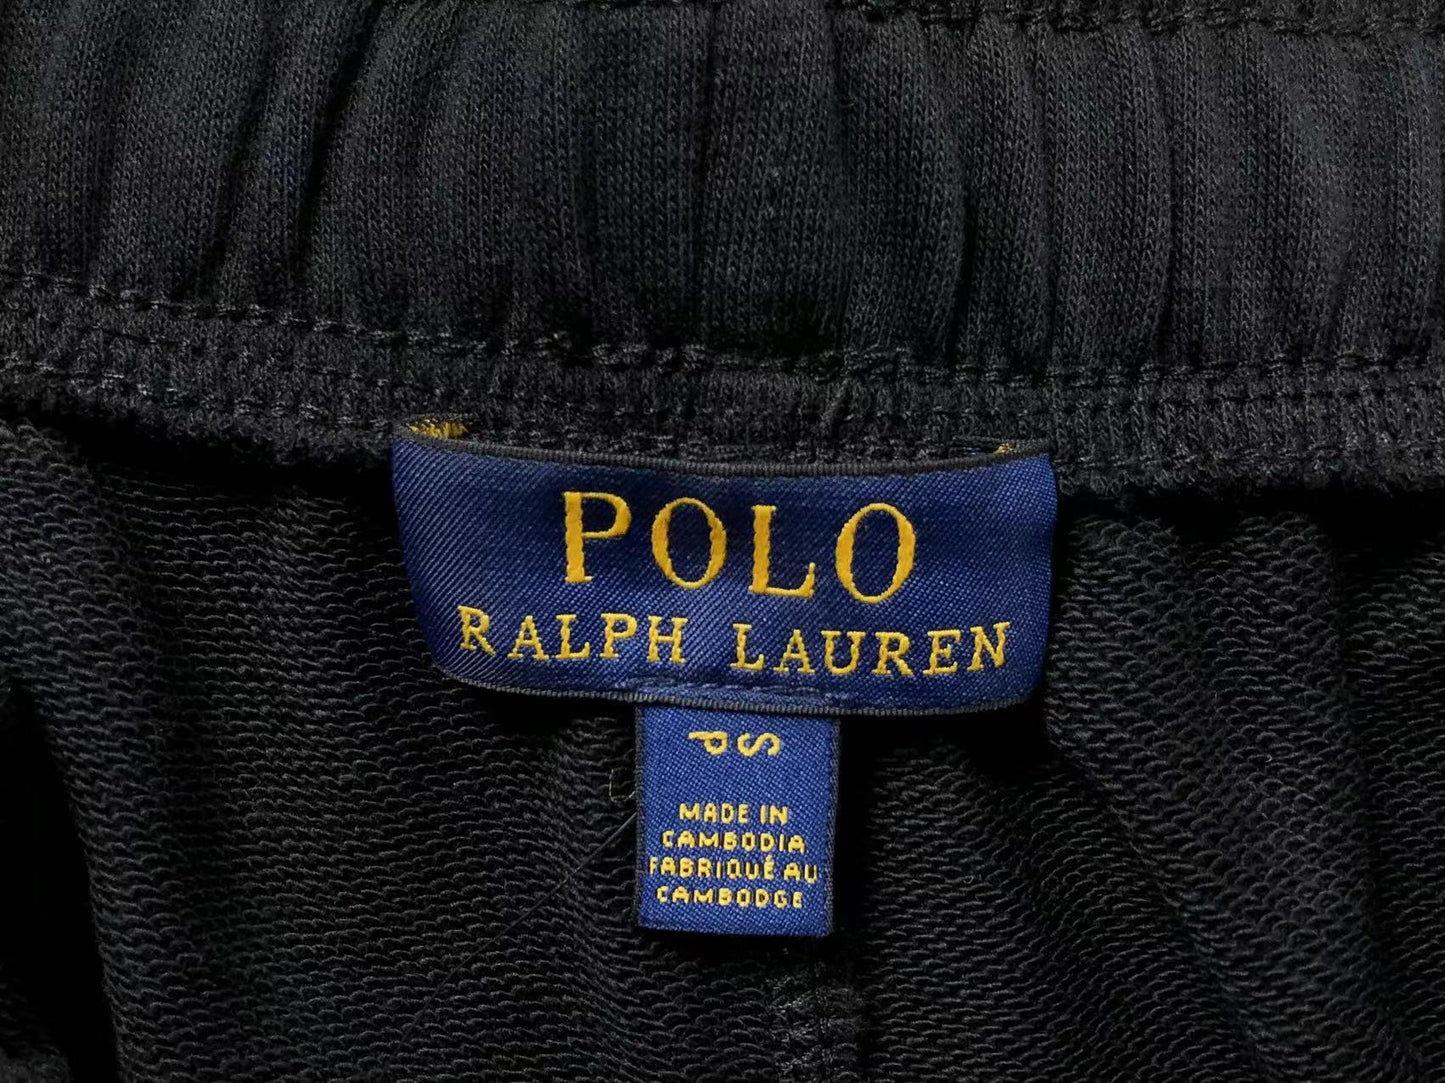 POLO
RALPH LAUREN
S
P
MADE IN
CAMBODIA
FABRIQUÉ AU
CAMBODGE